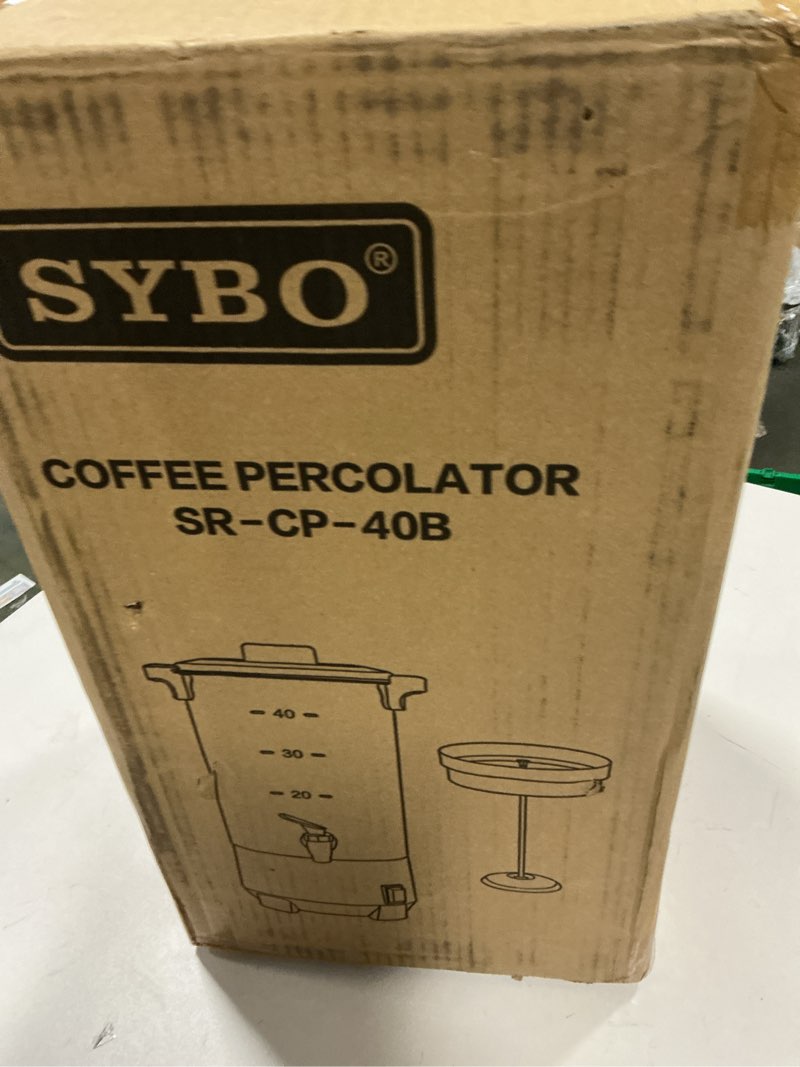 SYBO®
COFFEE PERCOLATOR
SR-CP-40B
- 40 -
- 30 -
- 20 -